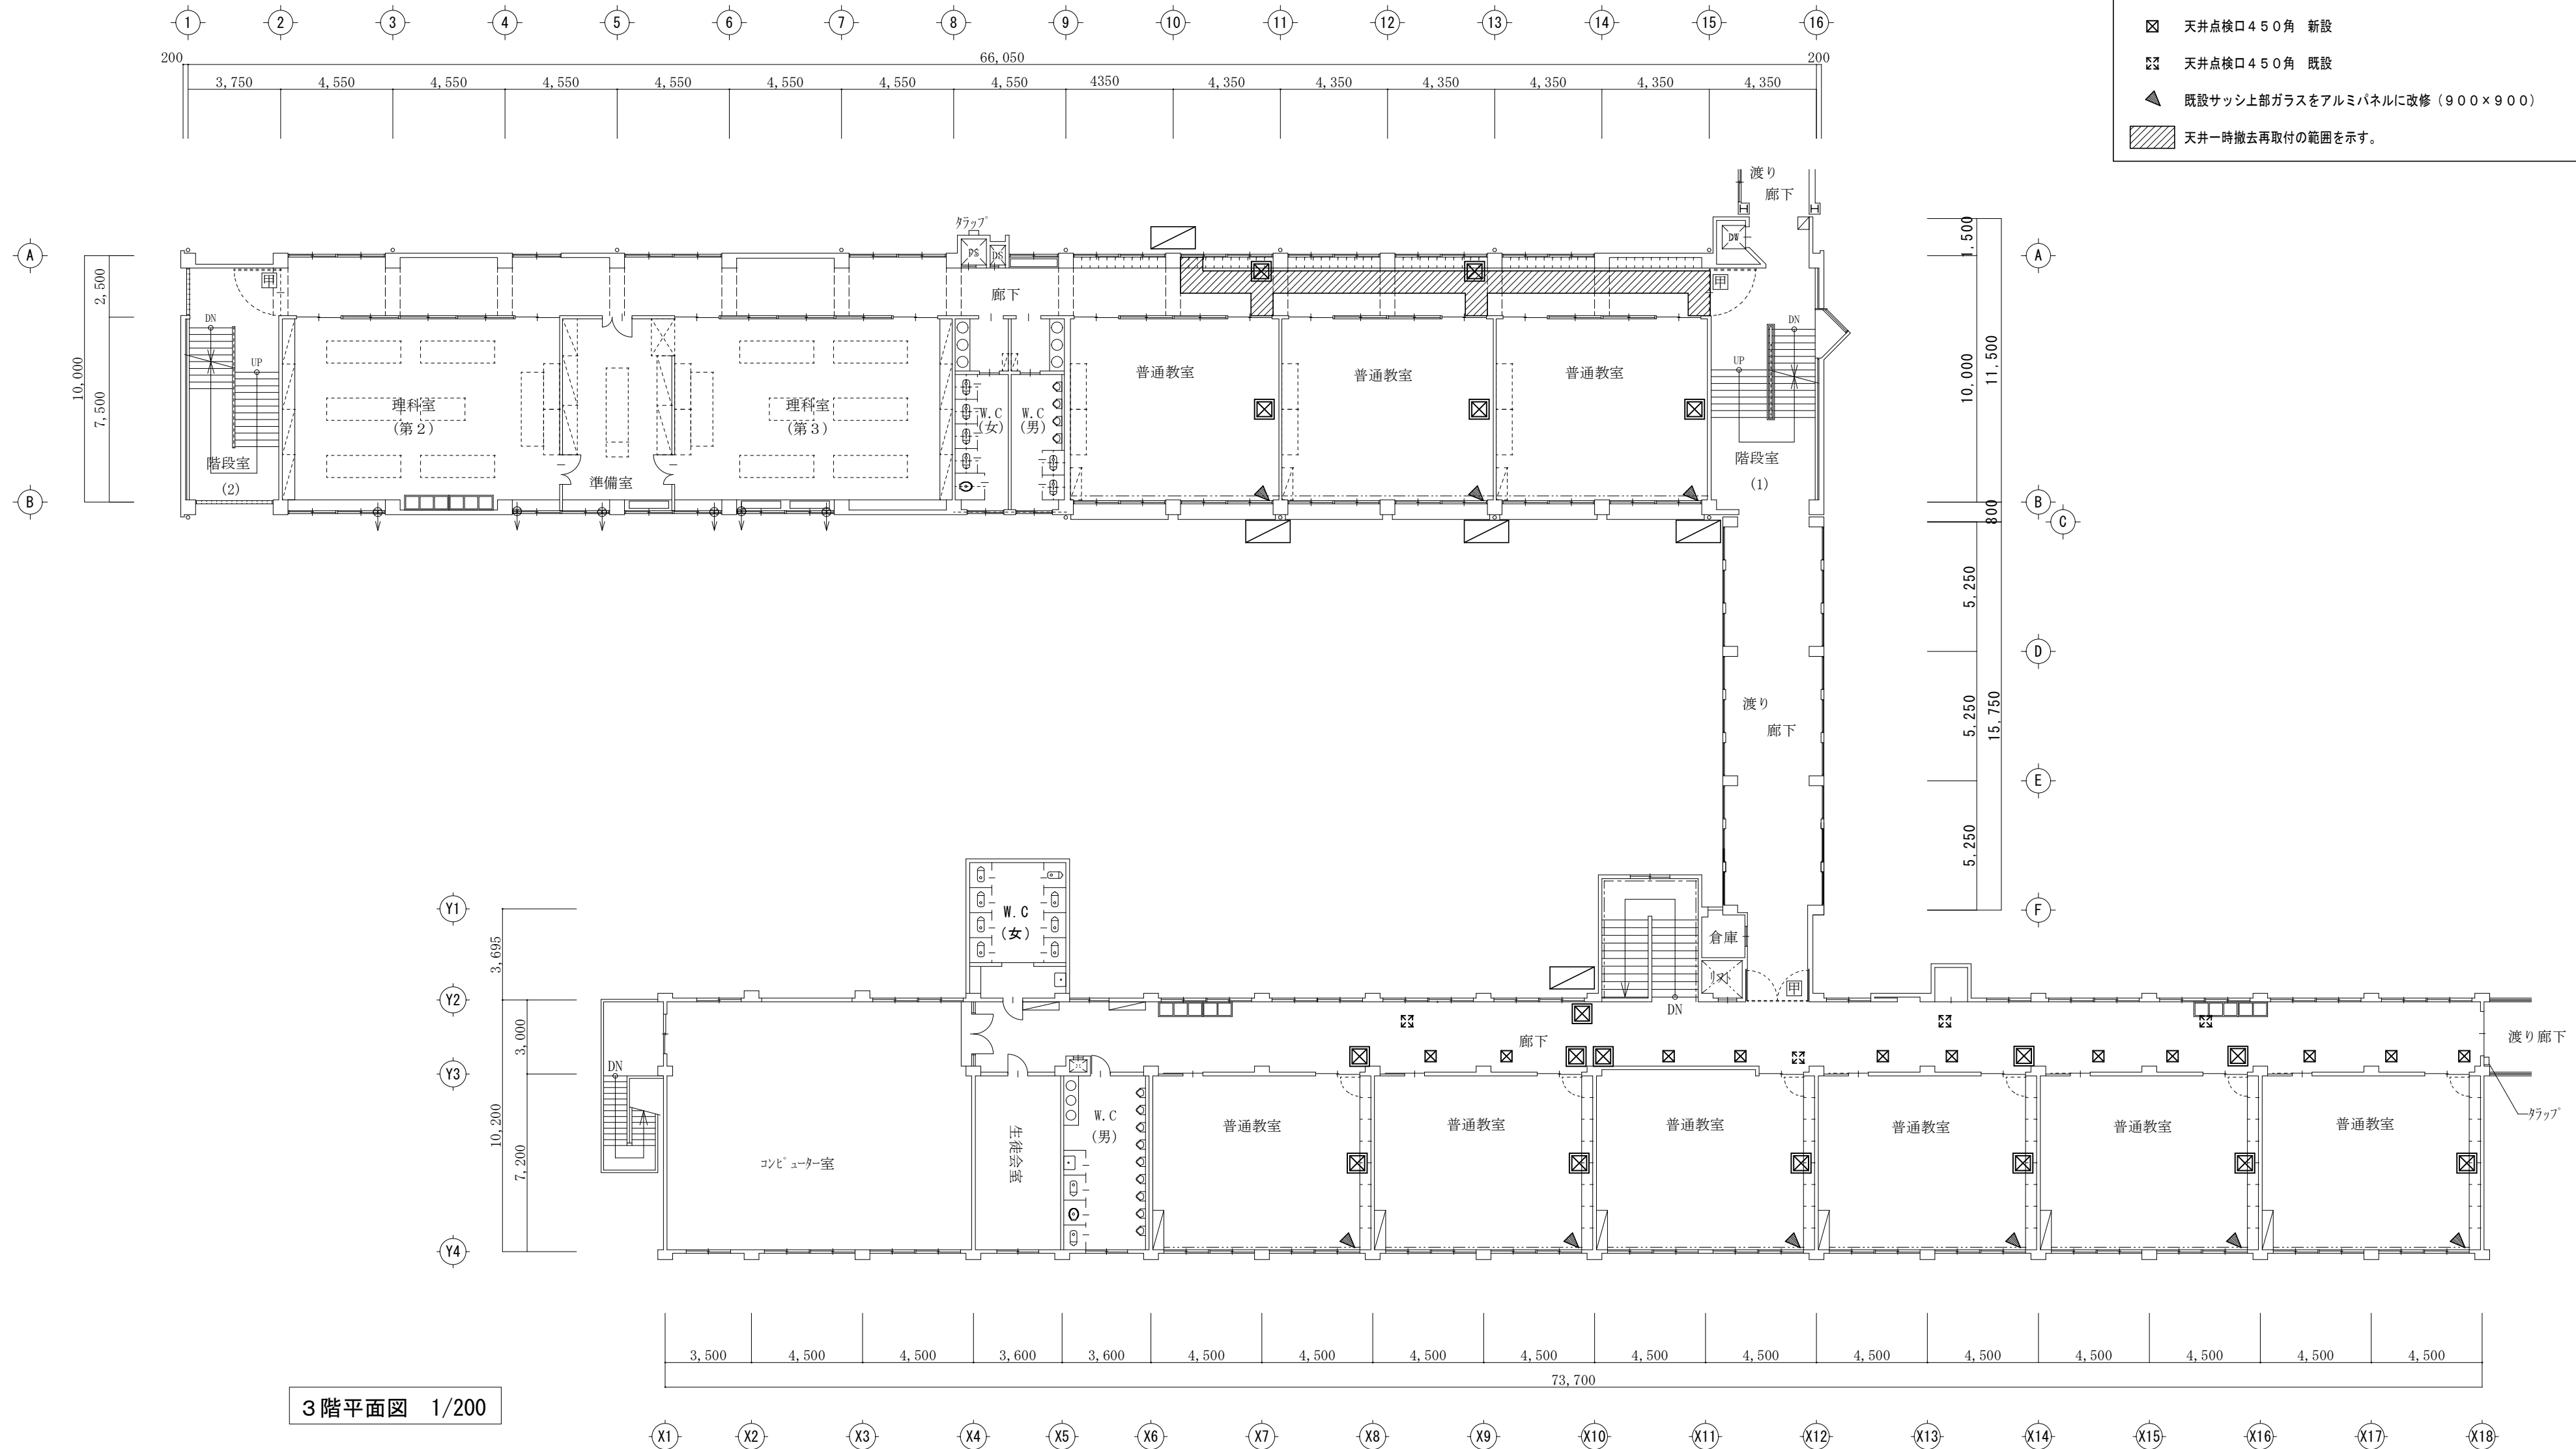 1 2 3 4 5 6 7 8 9 10 11 12 13 14 15 16
200 66,050 200
3,750 4,550 4,550 4,550 4,550 4,550 4,550 4,550 4350 4,350 4,350 4,350 4,350 4,350 4,350
天井点検口450角 新設
天井点検口450角 既設
既設サッシ上部ガラスをアルミパネルに改修(900×900)
天井一時撤去再取付の範囲を示す。
渡り
廊下
ﾀﾗｯﾌﾟ
A
DS
DS
DW
甲
廊下
甲
A
1,500
2,500
10,000
7,500
DN
UP
階段室
(2)
理科室
(第2)
準備室
理科室
(第3)
W.C
(女)
W.C
(男)
普通教室
普通教室
普通教室
DN
UP
階段室
(1)
10,000
11,500
B
B
800
C
5,250
D
渡り
廊下
5,250
15,750
E
5,250
F
Y1
3,695
W.C
(女)
倉庫
ﾘﾌﾄ
甲
DN
Y2
3,000
廊下
渡り廊下
DN
Y3
10,200
7,200
ﾀﾗｯﾌﾟ
ｺﾝﾋﾟｭｰﾀｰ室
生徒会室
W.C
(男)
普通教室
普通教室
普通教室
普通教室
普通教室
普通教室
Y4
3,500 4,500 4,500 3,600 3,600 4,500 4,500 4,500 4,500 4,500 4,500 4,500 4,500 4,500 4,500 4,500 4,500
73,700
3階平面図 1/200
X1 X2 X3 X4 X5 X6 X7 X8 X9 X10 X11 X12 X13 X14 X15 X16 X17 X18